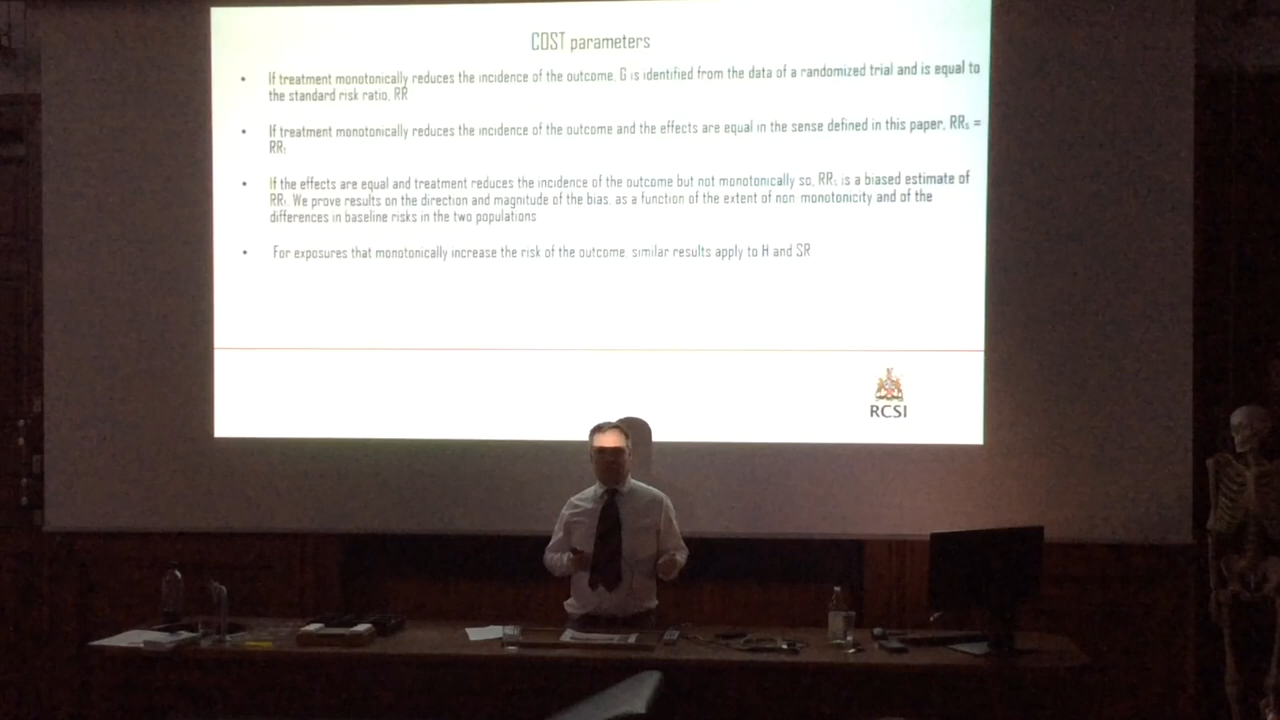 COST parameters
• If treatment monotonically reduces the incidence of the outcome, G is identified from the data of a randomized trial and is equal to
the standard risk ratio, RR
• If treatment monotonically reduces the incidence of the outcome and the effects are equal in the sense defined in this paper, RRs =
RRt
• If the effects are equal and treatment reduces the incidence of the outcome but not monotonically so, RRs is a biased estimate of
RRt. We prove results on the direction and magnitude of the bias, as a function of the extent of non monotonicity and of the
differences in baseline risks in the two populations
• For exposures that monotonically increase the risk of the outcome, similar results apply to H and SR
RCSI